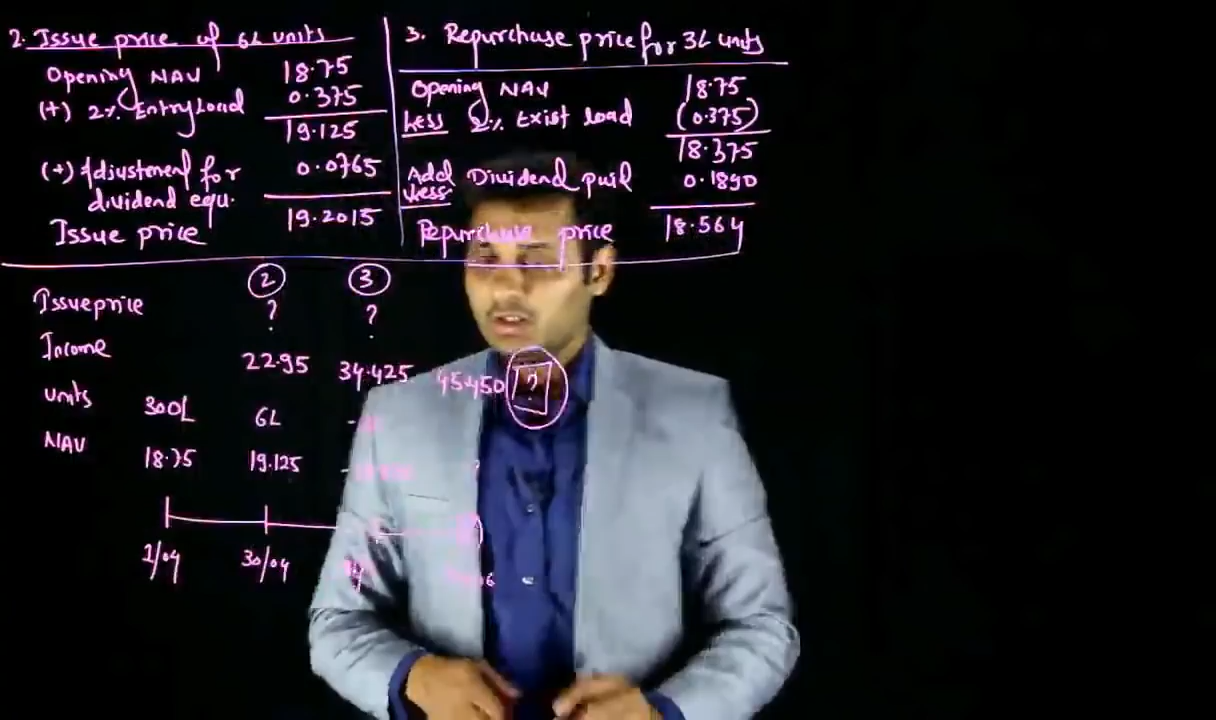 2. Issue price of 6L units
Opening NAV 18.75
(+) 2% Entry Load 0.375
19.125
(+) Adjustment for 0.0765
dividend equ.
Issue price 19.2015
3. Repurchase price for 3L units
Opening NAV 18.75
Less 2% Exist load (0.375)
18.375
Add Dividend paid 0.1890
Less
Repurchase price 18.564
2 3
Issue price ? ?
Income 22.95 34.425 45.450 ?
units 300L 6L
NAV 18.75 19.125
1/04 30/04